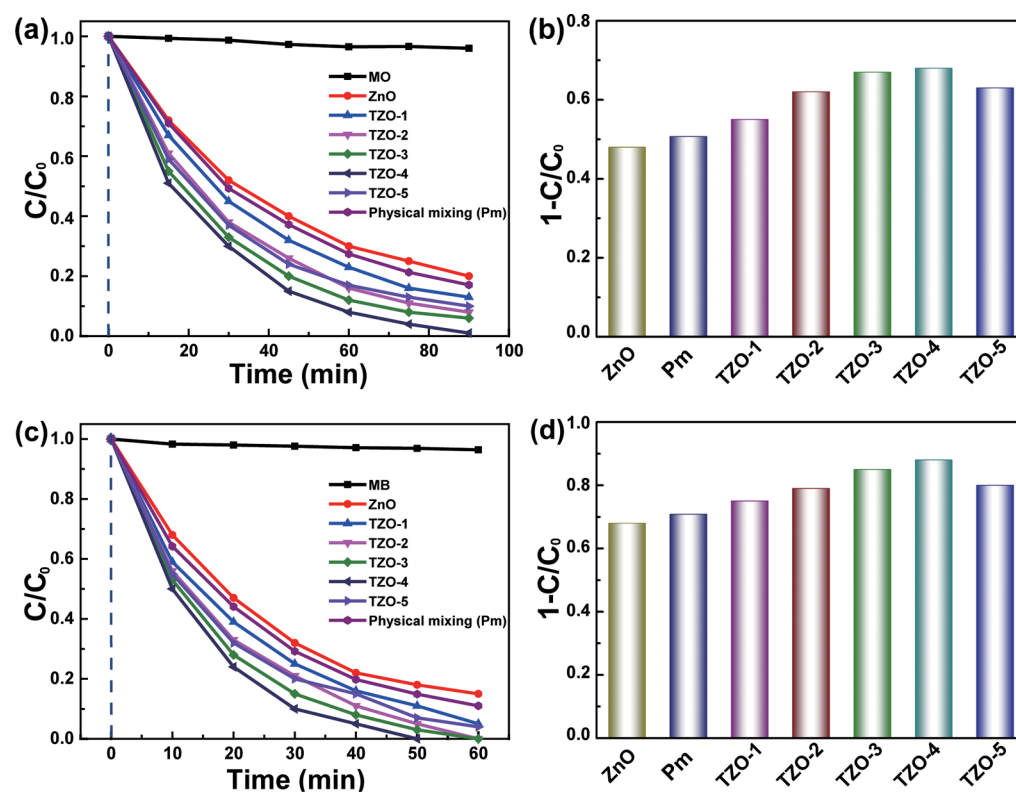 (a)
1.0
0.8
0.6
0.4
0.2
0.0
C/C₀
MO
ZnO
TZO-1
TZO-2
TZO-3
TZO-4
TZO-5
Physical mixing (Pm)
0 20 40 60 80 100
Time (min)
(b)
0.8
0.6
0.4
0.2
0.0
1-C/C₀
ZnO Pm TZO-1 TZO-2 TZO-3 TZO-4 TZO-5
(c)
1.0
0.8
0.6
0.4
0.2
0.0
C/C₀
MB
ZnO
TZO-1
TZO-2
TZO-3
TZO-4
TZO-5
Physical mixing (Pm)
0 10 20 30 40 50 60
Time (min)
(d)
1.0
0.8
0.6
0.4
0.2
0.0
1-C/C₀
ZnO Pm TZO-1 TZO-2 TZO-3 TZO-4 TZO-5